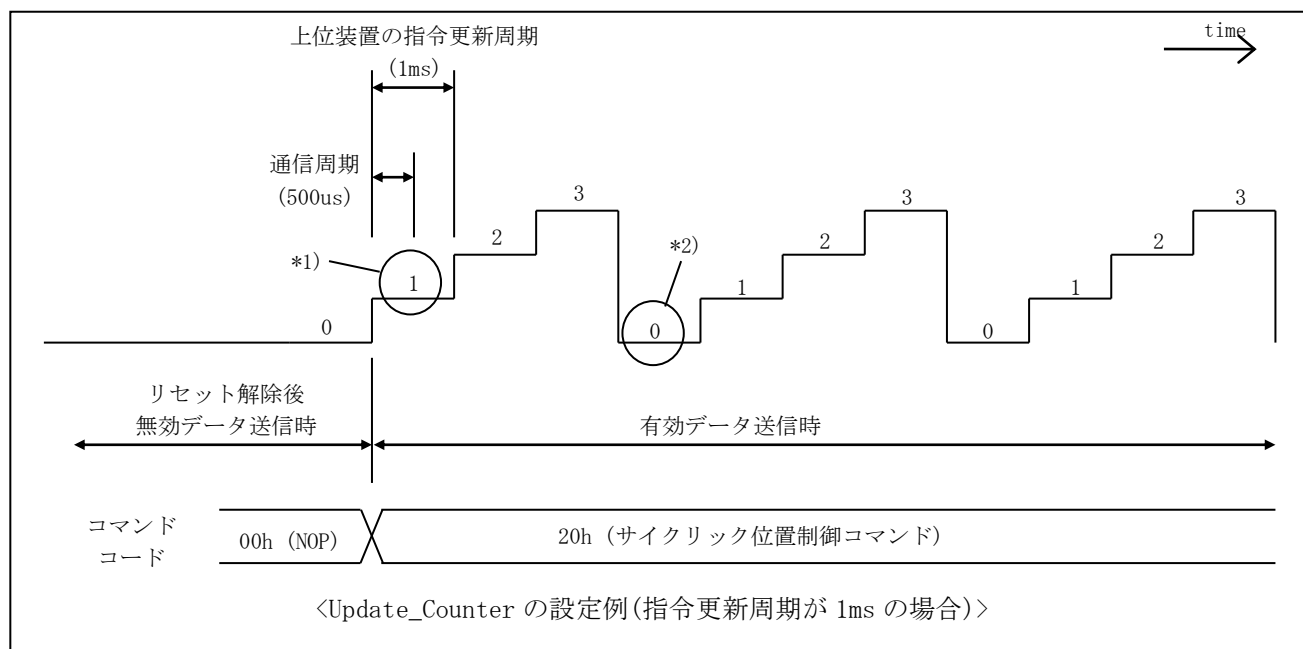 上位装置の指令更新周期
(1ms)
time
通信周期
(500us)
*1)
*2)
0
1
2
3
0
1
2
3
0
1
2
3
リセット解除後
無効データ送信時
有効データ送信時
コマンド
コード
00h (NOP)
20h (サイクリック位置制御コマンド)
<Update_Counter の設定例(指令更新周期が 1ms の場合)>